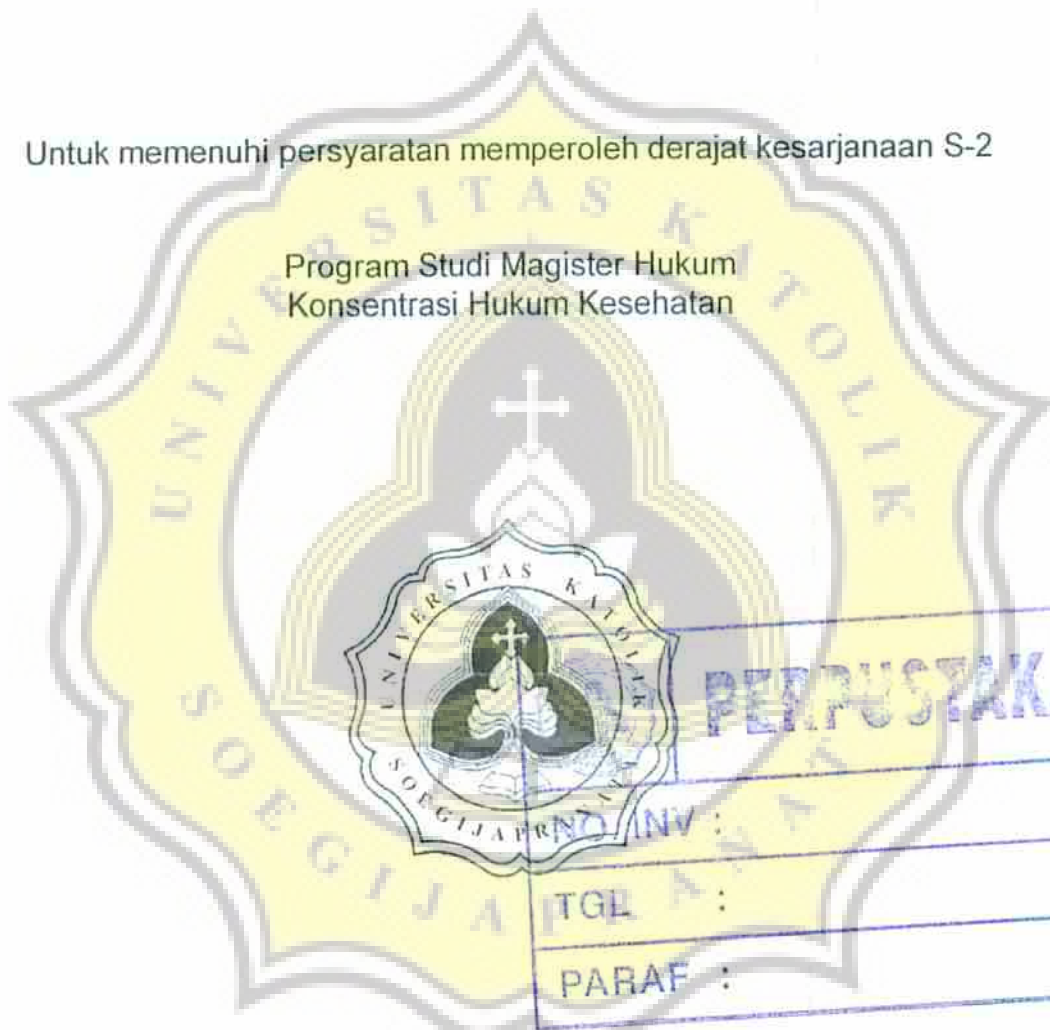 Untuk memenuhi persyaratan memperoleh derajat kesarjanaan S-2
Program Studi Magister Hukum
Konsentrasi Hukum Kesehatan
UNIVERSITAS KATOLIK
SOEGIJAPRANATA
UNIVERSITAS KATOLIK
SOEGIJAPRANATA
PERPUSTAK
NO. INV :
TGL :
PARAF :